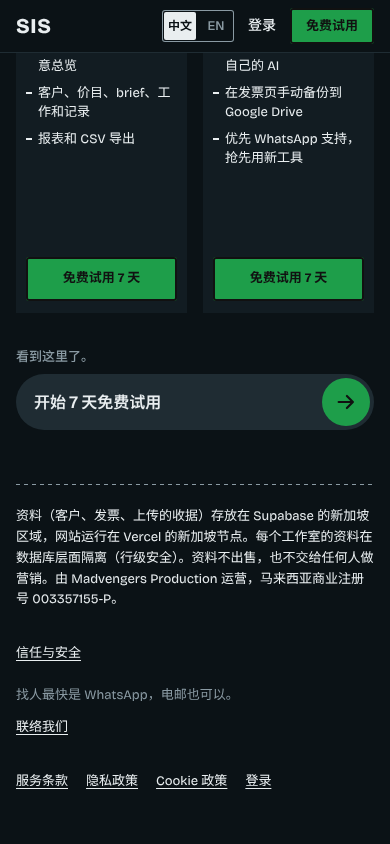 SIS
中文
EN
登录
免费试用
意总览
客户、价目、brief、工
作和记录
报表和 CSV 导出
免费试用 7 天
自己的 AI
在发票页手动备份到
Google Drive
优先 WhatsApp 支持，
抢先用新工具
免费试用 7 天
看到这里了。
开始 7 天免费试用
资料（客户、发票、上传的收据）存放在 Supabase 的新加坡
区域，网站运行在 Vercel 的新加坡节点。每个工作室的资料在
数据库层面隔离（行级安全）。资料不出售，也不交给任何人做
营销。由 Madvengers Production 运营，马来西亚商业注册
号 003357155-P。
信任与安全
找人最快是 WhatsApp，电邮也可以。
联络我们
服务条款
隐私政策
Cookie 政策
登录